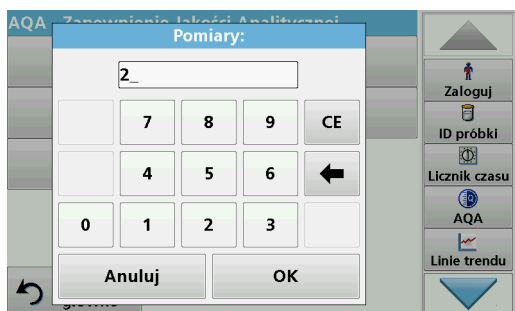 AQA - Zapewnienie Jakości Analitycznej
Pomiary:
2_
7 8 9 CE
4 5 6
0 1 2 3
Anuluj OK
Zaloguj
ID próbki
Licznik czasu
AQA
Linie trendu